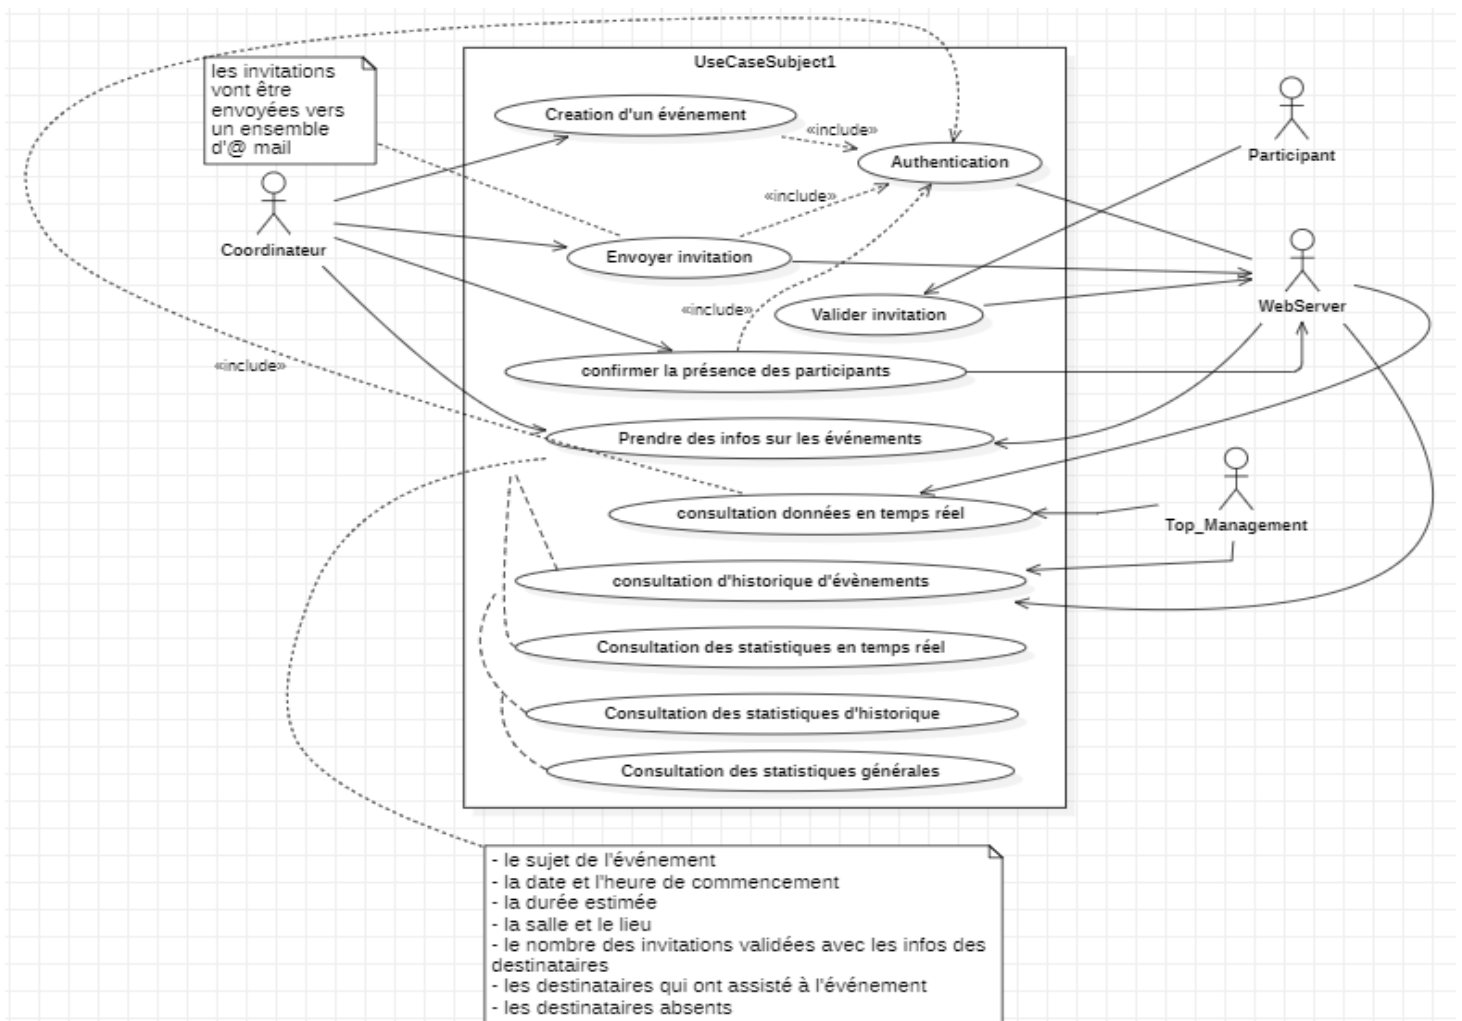 UseCaseSubject1
les invitations
vont être
envoyées vers
un ensemble
d'@ mail
Creation d'un événement
«include»
Authentication
Participant
«include»
Coordinateur
Envoyer invitation
WebServer
«include»
Valider invitation
«include»
confirmer la présence des participants
Prendre des infos sur les événements
consultation données en temps réel
Top_Management
consultation d'historique d'évènements
Consultation des statistiques en temps réel
Consultation des statistiques d'historique
Consultation des statistiques générales
- le sujet de l'événement
- la date et l'heure de commencement
- la durée estimée
- la salle et le lieu
- le nombre des invitations validées avec les infos des
destinataires
- les destinataires qui ont assisté à l'événement
- les destinataires absents